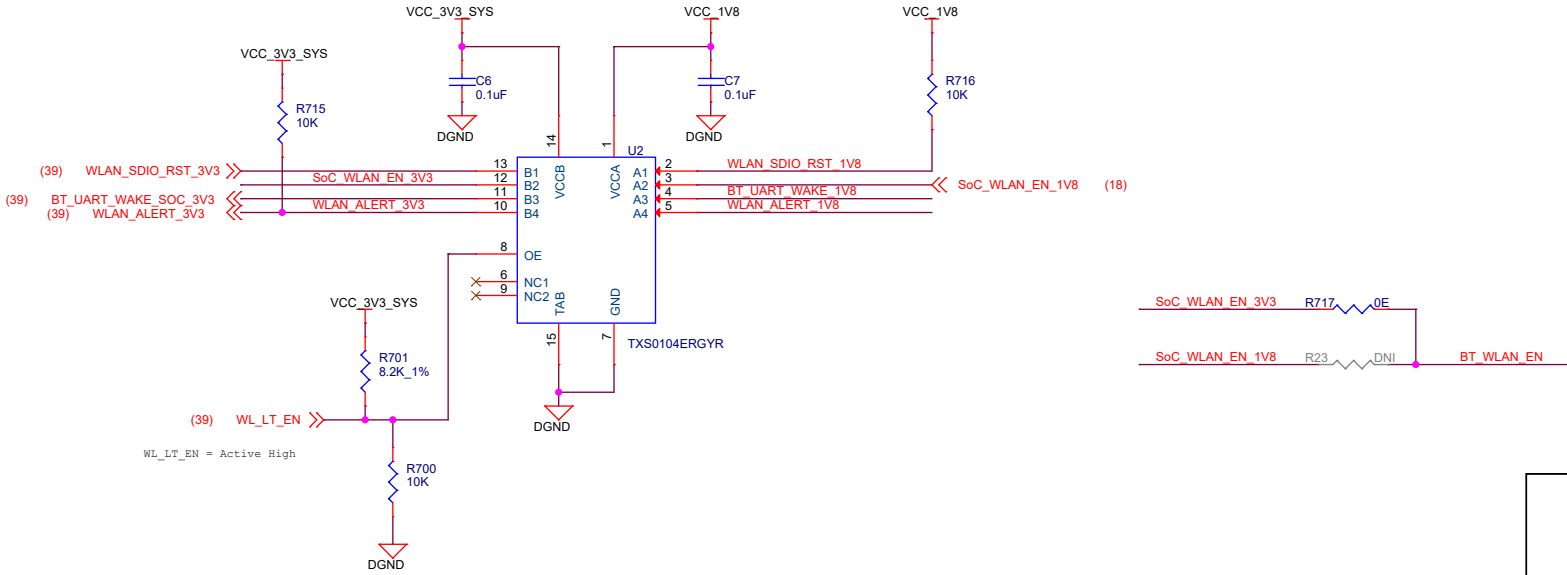 VCC_3V3_SYS
VCC_1V8
VCC_1V8
VCC_3V3_SYS
C6
0.1uF
C7
0.1uF
R716
10K
R715
10K
DGND
DGND
14
1
U2
(39) WLAN_SDIO_RST_3V3
13
B1
VCCB
VCCA
A1
2
WLAN_SDIO_RST_1V8
SoC_WLAN_EN_3V3
12
B2
A2
3
SoC_WLAN_EN_1V8 (18)
(39) BT_UART_WAKE_SOC_3V3
11
B3
A3
4
BT_UART_WAKE_1V8
(39) WLAN_ALERT_3V3
WLAN_ALERT_3V3
10
B4
A4
5
WLAN_ALERT_1V8
8
OE
6
NC1
9
NC2
TAB
GND
15
7
TXS0104ERGYR
VCC_3V3_SYS
R701
8.2K_1%
(39) WL_LT_EN
WL_LT_EN = Active High
R700
10K
DGND
DGND
SoC_WLAN_EN_3V3
R717
0E
SoC_WLAN_EN_1V8
R23
DNI
BT_WLAN_EN